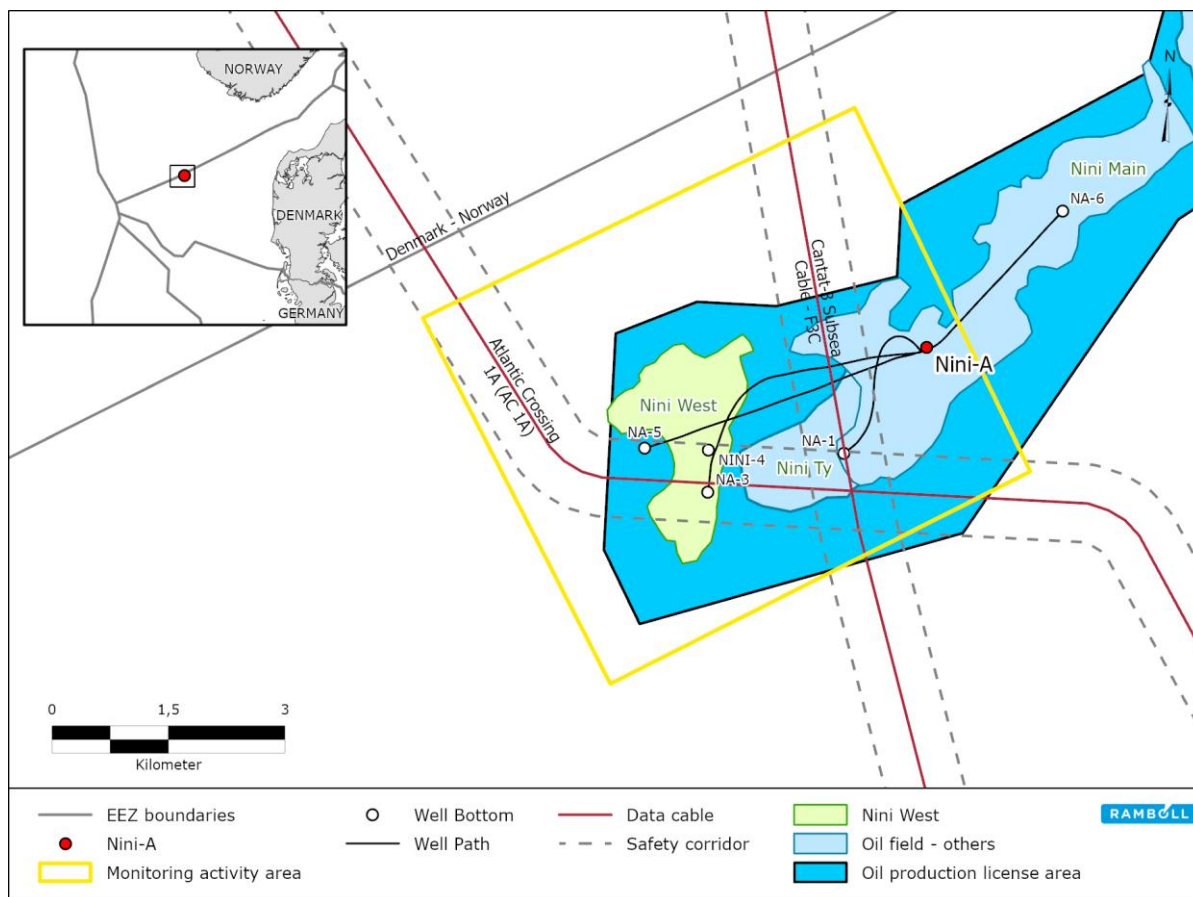 NORWAY
DENMARK
GERMANY
N
Nini Main
NA-6
Denmark - Norway
Cantat-3 Subsea
Cable - F3C
Nini-A
Atlantic Crossing
1A (AC 1A)
Nini West
NA-5
NA-1
NINI-4
Nini Ty
NA-3
0 1,5 3
Kilometer
EEZ boundaries
Nini-A
Monitoring activity area
Well Bottom
Well Path
Data cable
Safety corridor
Nini West
Oil field - others
Oil production license area
RAMBOLL